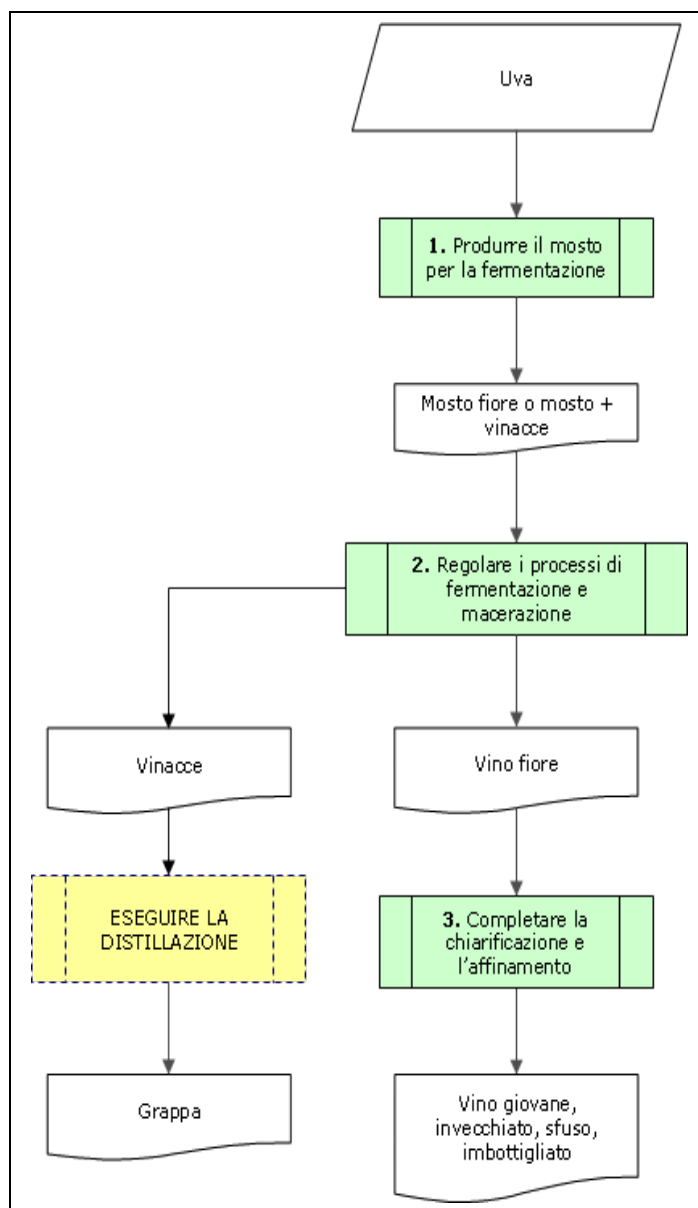 Uva
1. Produrre il mosto
per la fermentazione
Mosto fiore o mosto +
vinacce
2. Regolare i processi di
fermentazione e
macerazione
Vinacce
Vino fiore
ESEGUIRE LA
DISTILLAZIONE
3. Completare la
chiarificazione e
l'affinamento
Grappa
Vino giovane,
invecchiato, sfuso,
imbottigliato